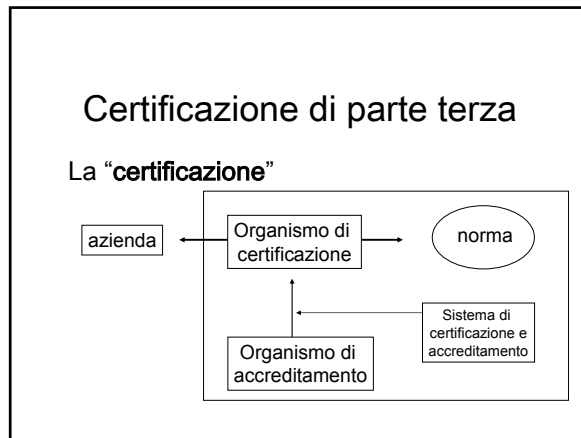 Certificazione di parte terza
La “certificazione”
azienda
Organismo di
certificazione
norma
Sistema di
certificazione e
accreditamento
Organismo di
accreditamento